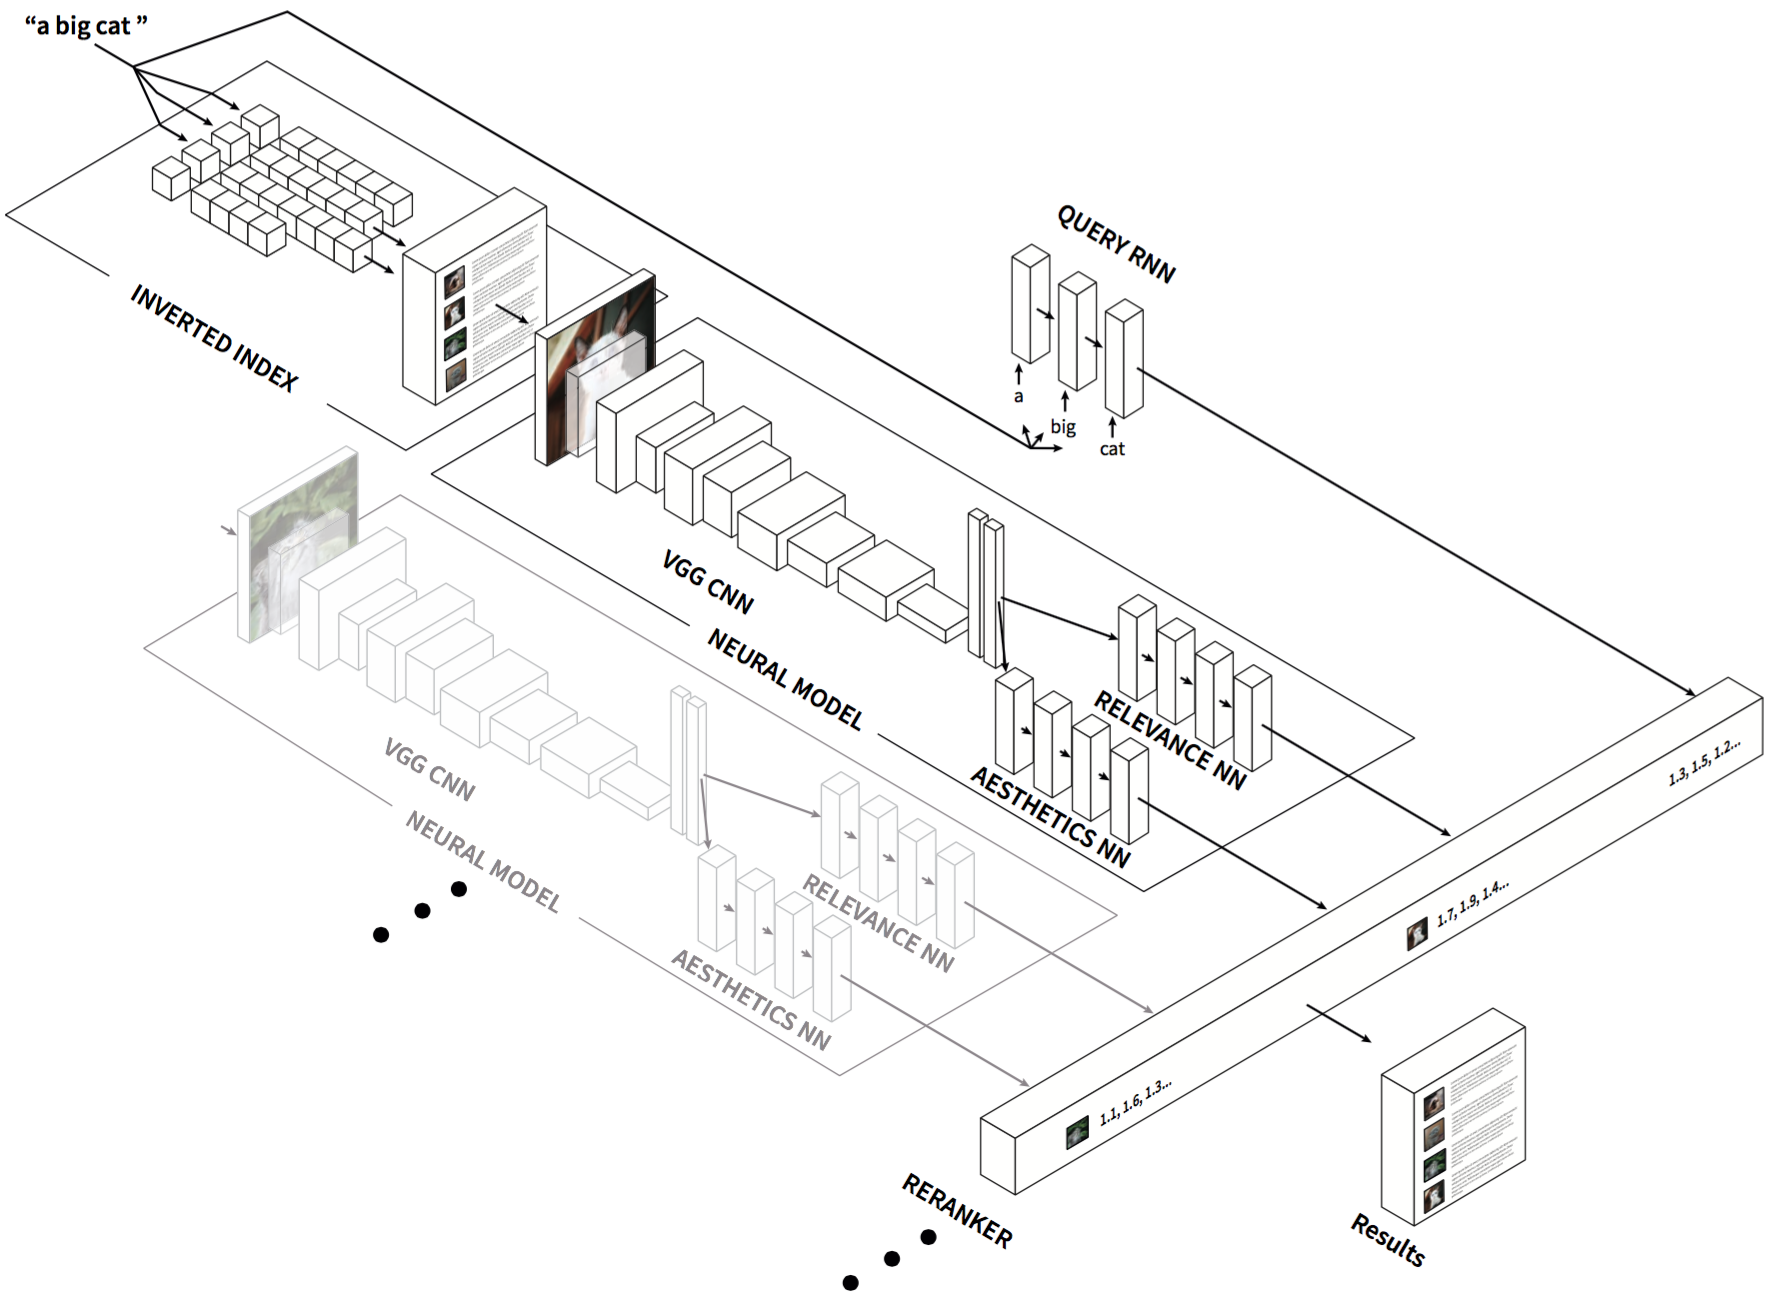 “a big cat ”
INVERTED INDEX
QUERY RNN
a
big
cat
VGG CNN
NEURAL MODEL
RELEVANCE NN
AESTHETICS NN
VGG CNN
NEURAL MODEL
RELEVANCE NN
AESTHETICS NN
1.3, 1.5, 1.2...
1.7, 1.9, 1.4...
1.1, 1.6, 1.3...
RERANKER
Results